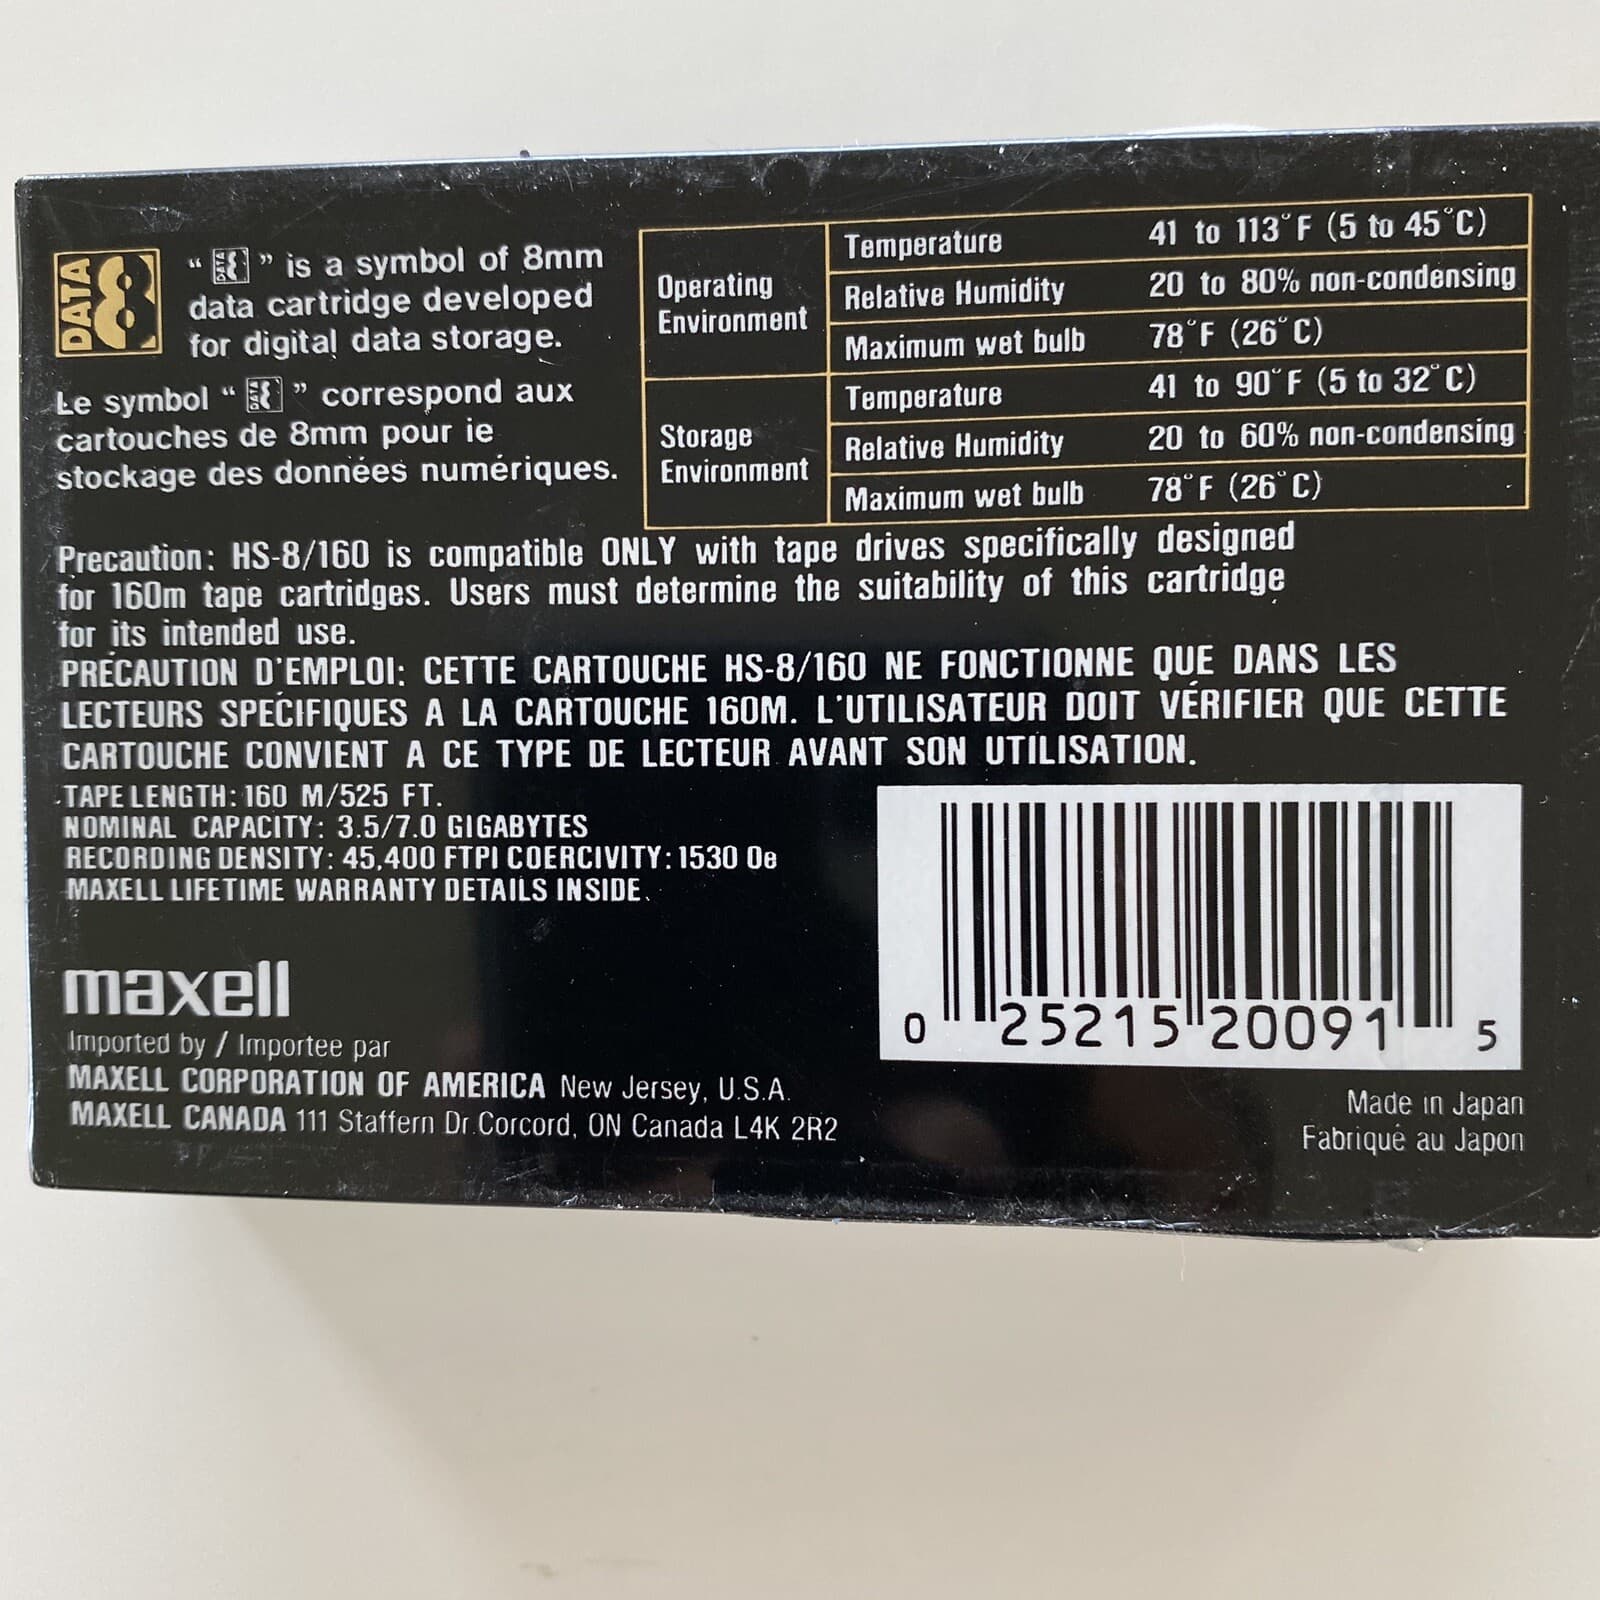 DATA 8
" DATA 8 " is a symbol of 8mm
data cartridge developed
for digital data storage.
Le symbol " DATA 8 " correspond aux
cartouches de 8mm pour ie
stockage des données numériques.
Operating
Environment
Temperature 41 to 113°F (5 to 45°C)
Relative Humidity 20 to 80% non-condensing
Maximum wet bulb 78°F (26°C)
Storage
Environment
Temperature 41 to 90°F (5 to 32°C)
Relative Humidity 20 to 60% non-condensing
Maximum wet bulb 78°F (26°C)
Precaution: HS-8/160 is compatible ONLY with tape drives specifically designed
for 160m tape cartridges. Users must determine the suitability of this cartridge
for its intended use.
PRÉCAUTION D'EMPLOI: CETTE CARTOUCHE HS-8/160 NE FONCTIONNE QUE DANS LES
LECTEURS SPÉCIFIQUES A LA CARTOUCHE 160M. L'UTILISATEUR DOIT VÉRIFIER QUE CETTE
CARTOUCHE CONVIENT A CE TYPE DE LECTEUR AVANT SON UTILISATION.
TAPE LENGTH: 160 M/525 FT.
NOMINAL CAPACITY: 3.5/7.0 GIGABYTES
RECORDING DENSITY: 45,400 FTPI COERCIVITY: 1530 Oe
MAXELL LIFETIME WARRANTY DETAILS INSIDE.
maxell
Imported by / Importee par
MAXELL CORPORATION OF AMERICA New Jersey, U.S.A.
MAXELL CANADA 111 Staffern Dr. Corcord, ON Canada L4K 2R2
0 25215 20091 5
Made in Japan
Fabriqué au Japon